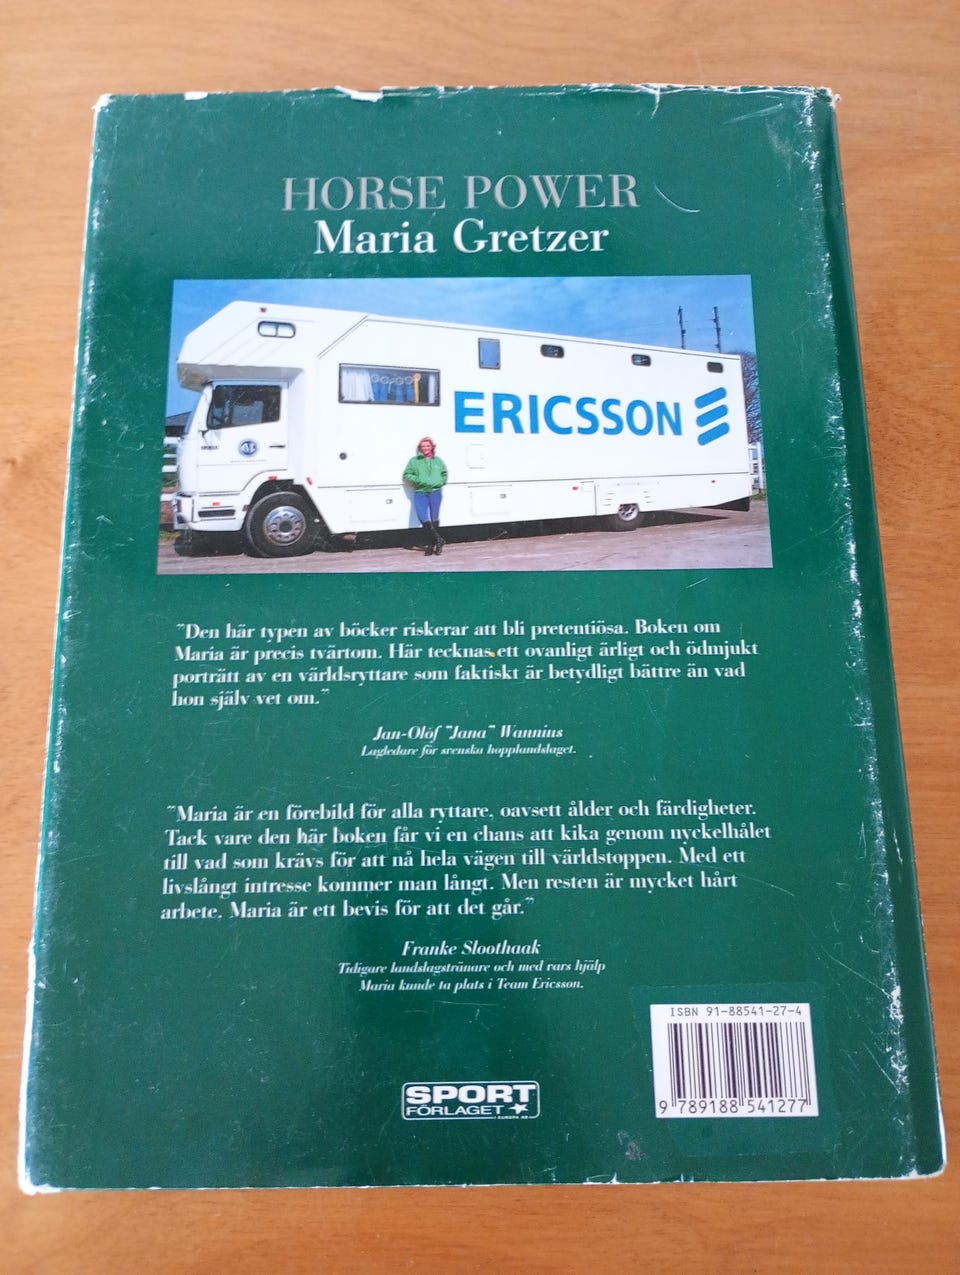 HORSE POWER
Maria Gretzer
ERICSSON
"Den här typen av böcker riskerar att bli pretentiösa. Boken om
Maria är precis tvärtom. Här tecknas ett ovanligt ärligt och ödmjukt
porträtt av en världsryttare som faktiskt är betydligt bättre än vad
hon själv vet om."
Jan-Olof "Jana" Wannius
Lagledare för svenska hopplandslaget.
"Maria är en förebild för alla ryttare, oavsett ålder och färdigheter.
Tack vare den här boken får vi en chans att kika genom nyckelhålet
till vad som krävs för att nå hela vägen till världstoppen. Med ett
livslångt intresse kommer man långt. Men resten är mycket hårt
arbete. Maria är ett bevis för att det går."
Franke Sloothaak
Tidigare landslagstränare och med vars hjälp
Maria kunde ta plats i Team Ericsson.
ISBN 91-88541-27-4
9 789188 541277
SPORT
FÖRLAGET
EUROPA AB